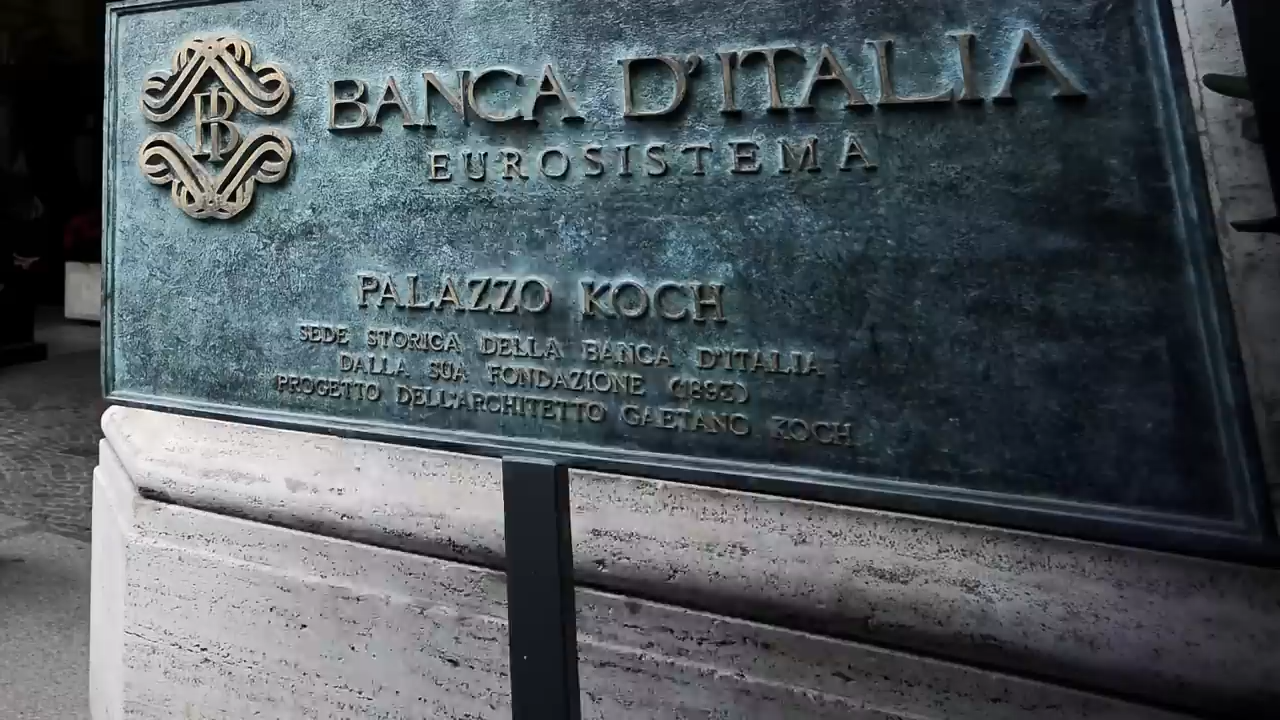 BI
BANCA D'ITALIA
EUROSISTEMA
PALAZZO KOCH
SEDE STORICA DELLA BANCA D'ITALIA
DALLA SUA FONDAZIONE (1893)
PROGETTO DELL'ARCHITETTO GAETANO KOCH